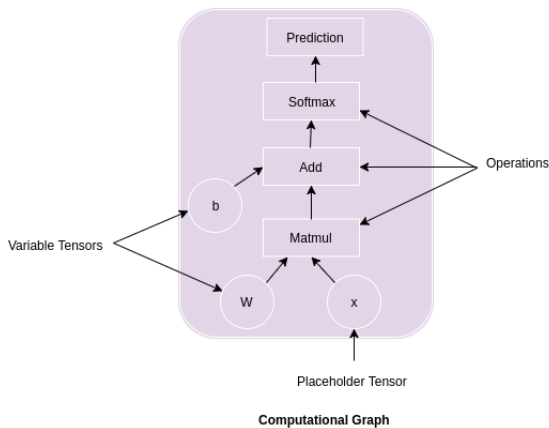 Prediction
Softmax
Operations
Add
b
Variable Tensors
Matmul
W
x
Placeholder Tensor
Computational Graph